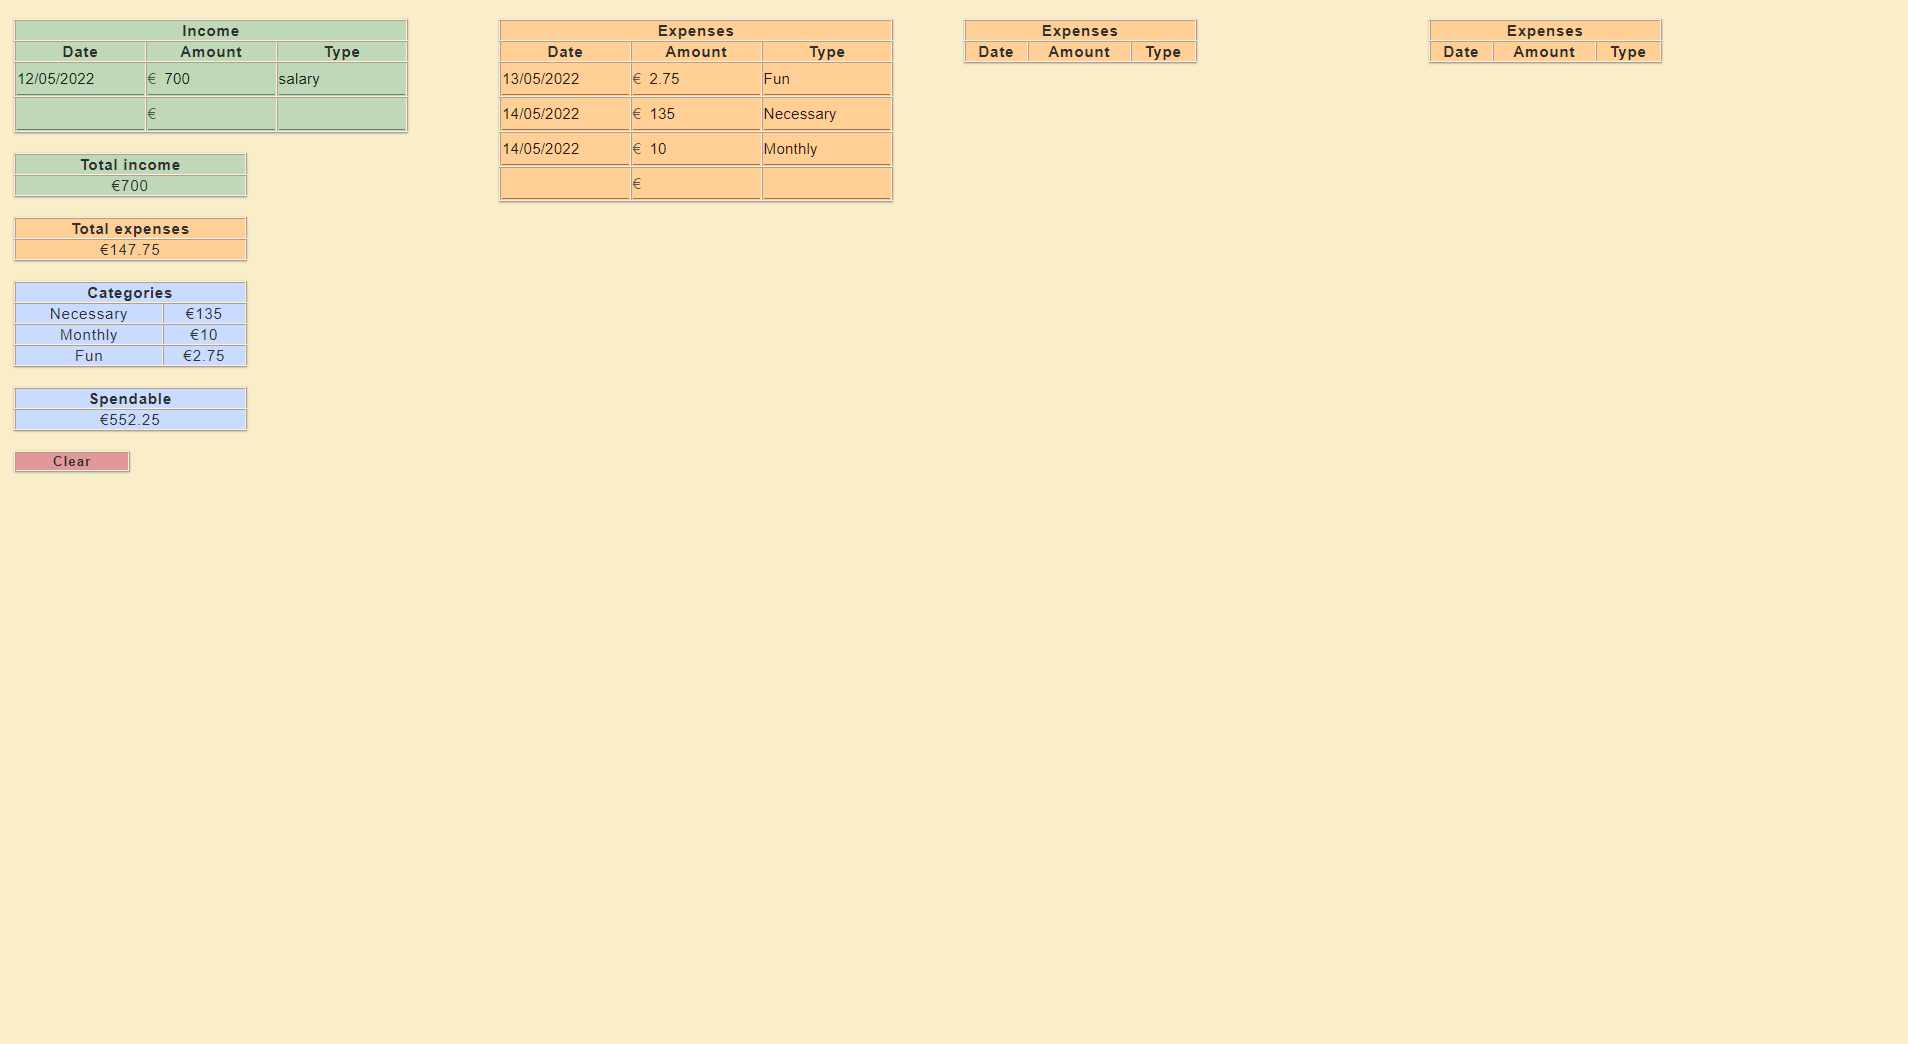 Income
Date Amount Type
12/05/2022 € 700 salary
€
Total income
€700
Total expenses
€147.75
Categories
Necessary €135
Monthly €10
Fun €2.75
Spendable
€552.25
Clear
Expenses
Date Amount Type
13/05/2022 € 2.75 Fun
14/05/2022 € 135 Necessary
14/05/2022 € 10 Monthly
€
Expenses
Date Amount Type
Expenses
Date Amount Type